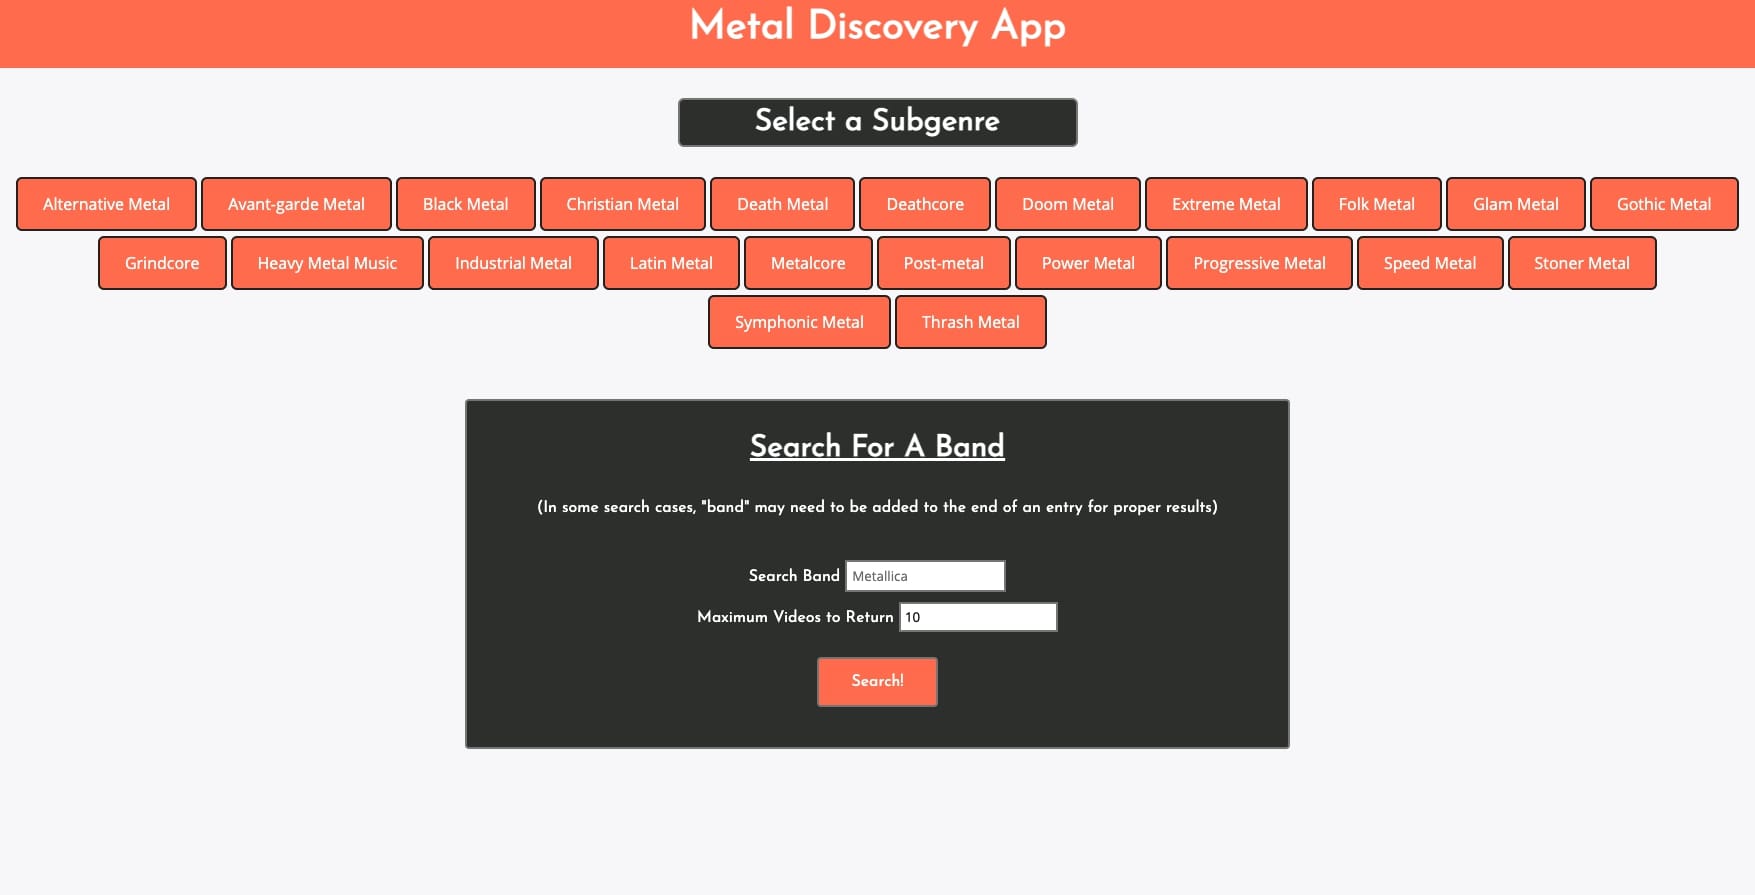 Metal Discovery App
Select a Subgenre
Alternative Metal Avant-garde Metal Black Metal Christian Metal Death Metal Deathcore Doom Metal Extreme Metal Folk Metal Glam Metal Gothic Metal
Grindcore Heavy Metal Music Industrial Metal Latin Metal Metalcore Post-metal Power Metal Progressive Metal Speed Metal Stoner Metal
Symphonic Metal Thrash Metal
Search For A Band
(In some search cases, "band" may need to be added to the end of an entry for proper results)
Search Band Metallica
Maximum Videos to Return 10
Search!